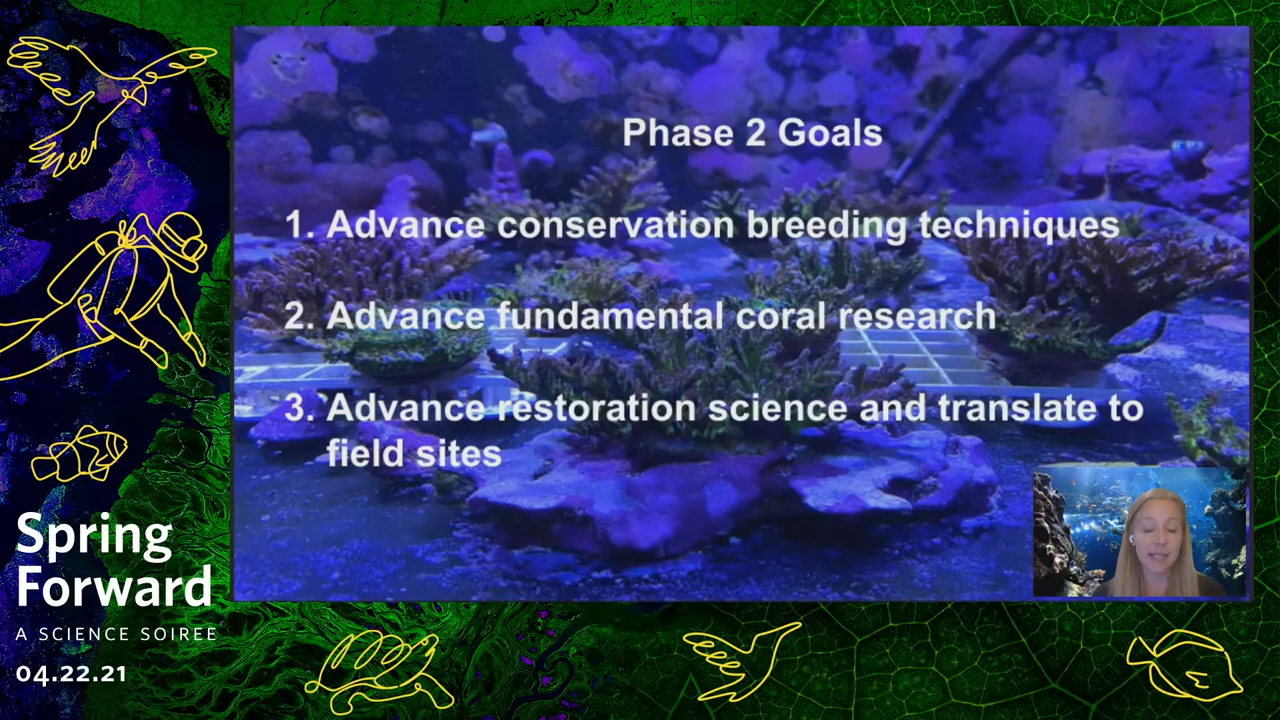 Phase 2 Goals
1. Advance conservation breeding techniques
2. Advance fundamental coral research
3. Advance restoration science and translate to
field sites
Spring
Forward
A SCIENCE SOIREE
04.22.21